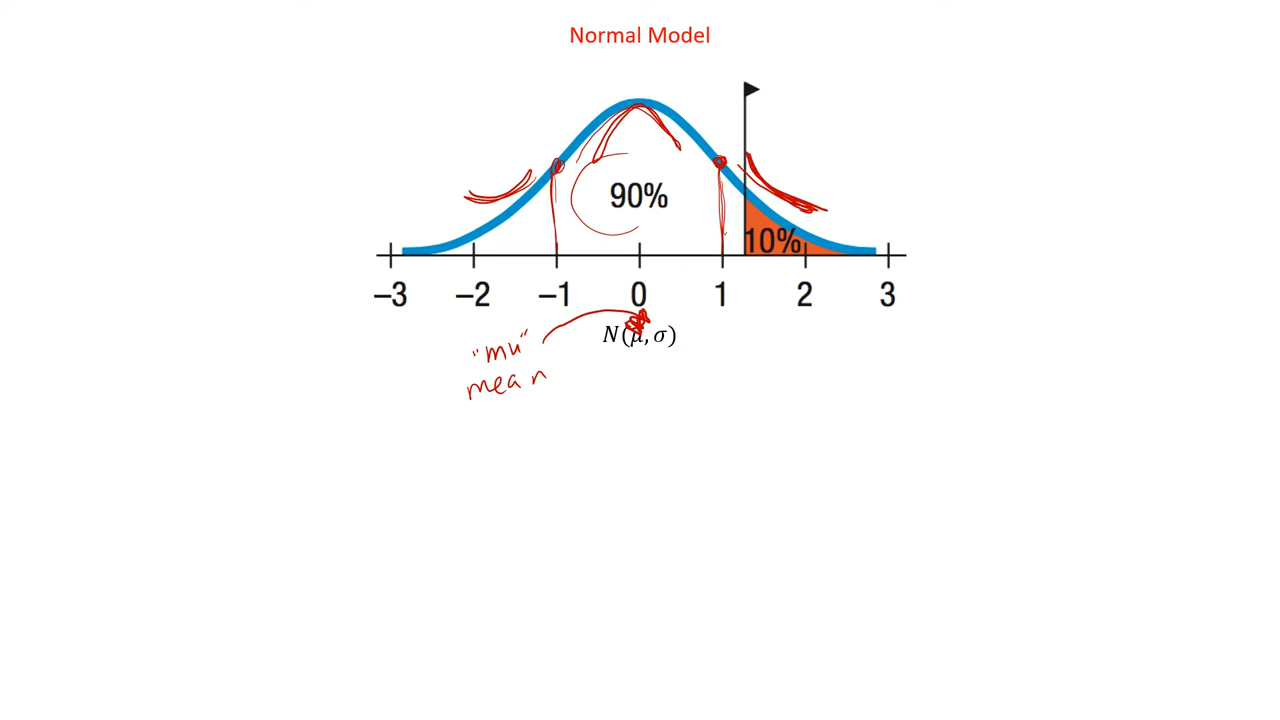 Normal Model
90%
10%
–3 –2 –1 0 1 2 3
N(μ, σ)
"mu"
mean